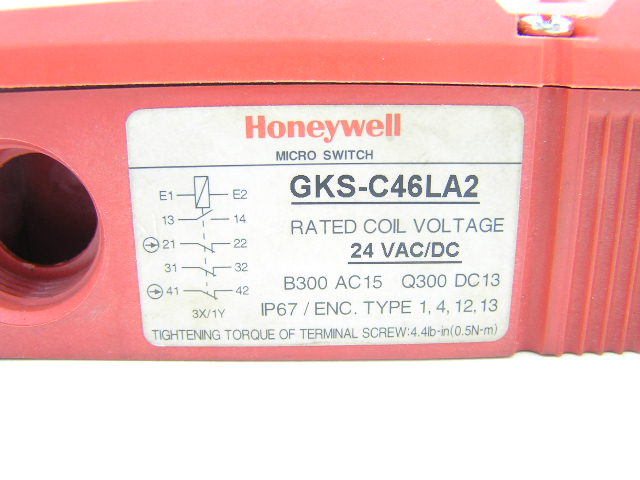 Honeywell
MICRO SWITCH
GKS-C46LA2
RATED COIL VOLTAGE
24 VAC/DC
B300 AC15 Q300 DC13
IP67 / ENC. TYPE 1, 4, 12, 13
E1 E2
13 14
21 22
31 32
41 42
3X/1Y
TIGHTENING TORQUE OF TERMINAL SCREW:4.4lb-in(0.5N-m)